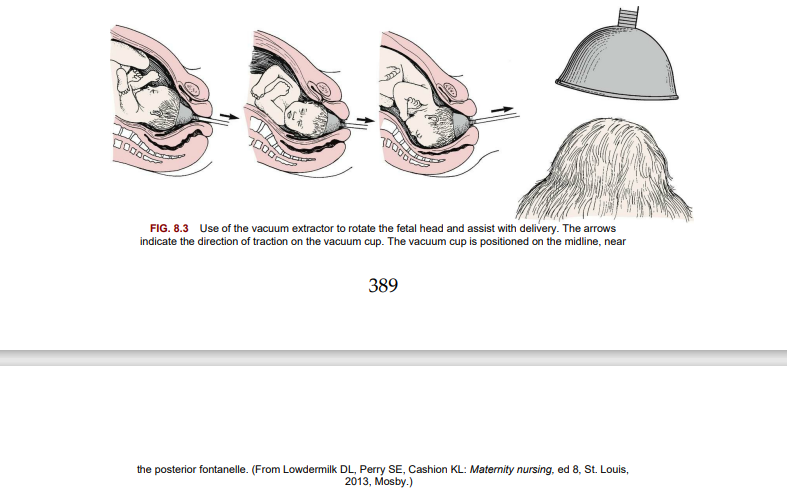 FIG. 8.3 Use of the vacuum extractor to rotate the fetal head and assist with delivery. The arrows
indicate the direction of traction on the vacuum cup. The vacuum cup is positioned on the midline, near
389
the posterior fontanelle. (From Lowdermilk DL, Perry SE, Cashion KL: Maternity nursing, ed 8, St. Louis,
2013, Mosby.)